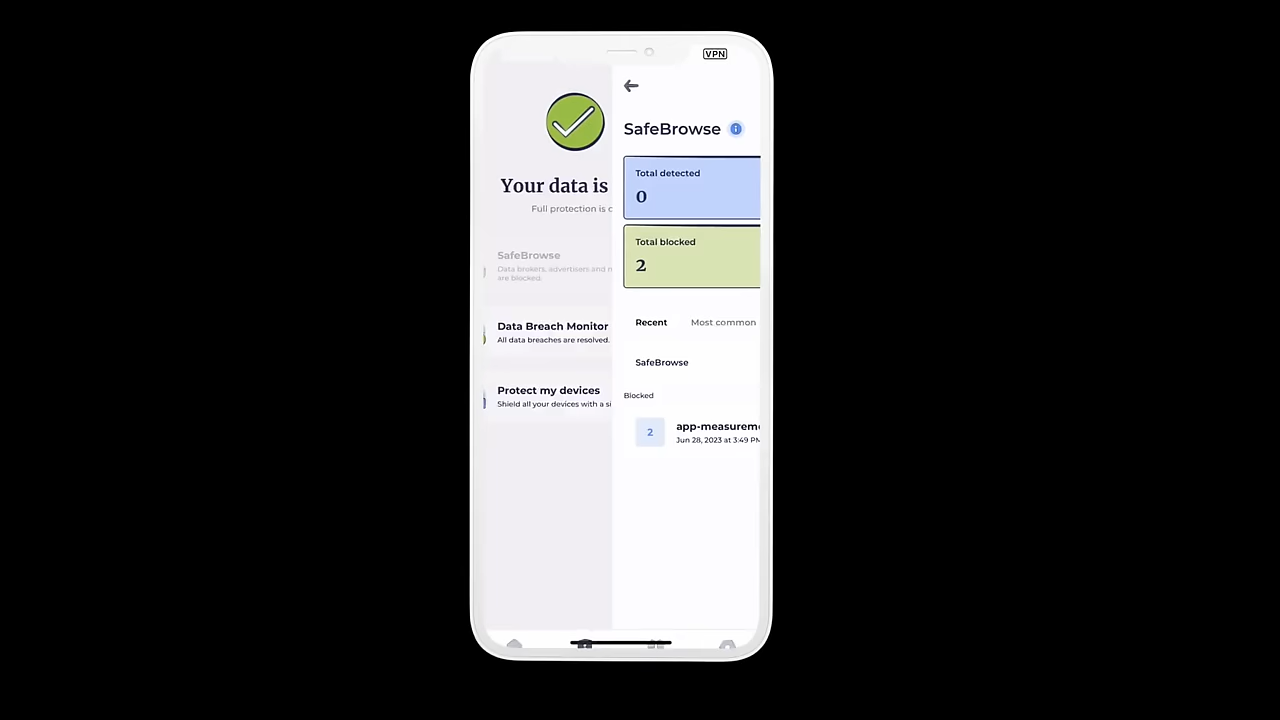 VPN
Your data is
Full protection is
SafeBrowse
Data brokers, advertisers and
are blocked.
Data Breach Monitor
All data breaches are resolved.
Protect my devices
Shield all your devices with a
SafeBrowse
Total detected
0
Total blocked
2
Recent Most common
SafeBrowse
Blocked
2
app-measurem
Jun 28, 2023 at 3:49 PM